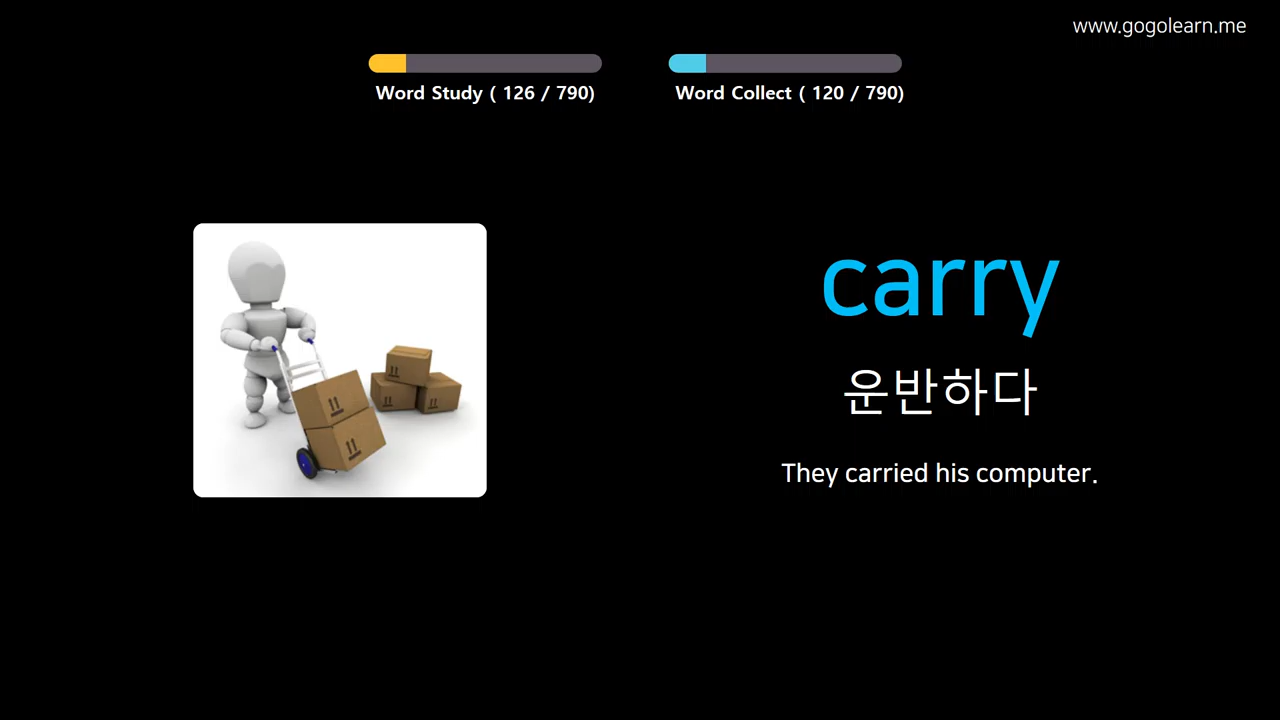 www.gogolearn.me
Word Study ( 126 / 790)
Word Collect ( 120 / 790)
carry
운반하다
They carried his computer.